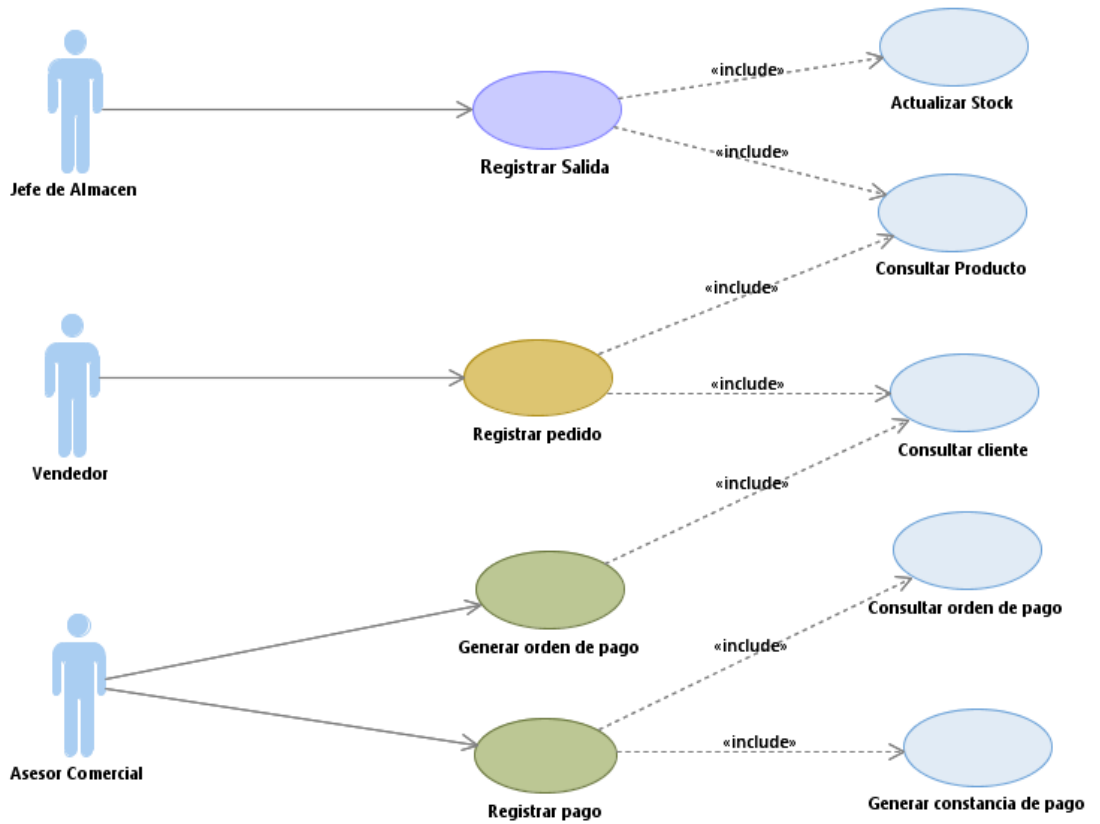 Actualizar Stock
«include»
Registrar Salida
«include»
Jefe de Almacen
Consultar Producto
«include»
«include»
Registrar pedido
Consultar cliente
Vendedor
«include»
Consultar orden de pago
Generar orden de pago
«include»
«include»
Asesor Comercial
Registrar pago
Generar constancia de pago